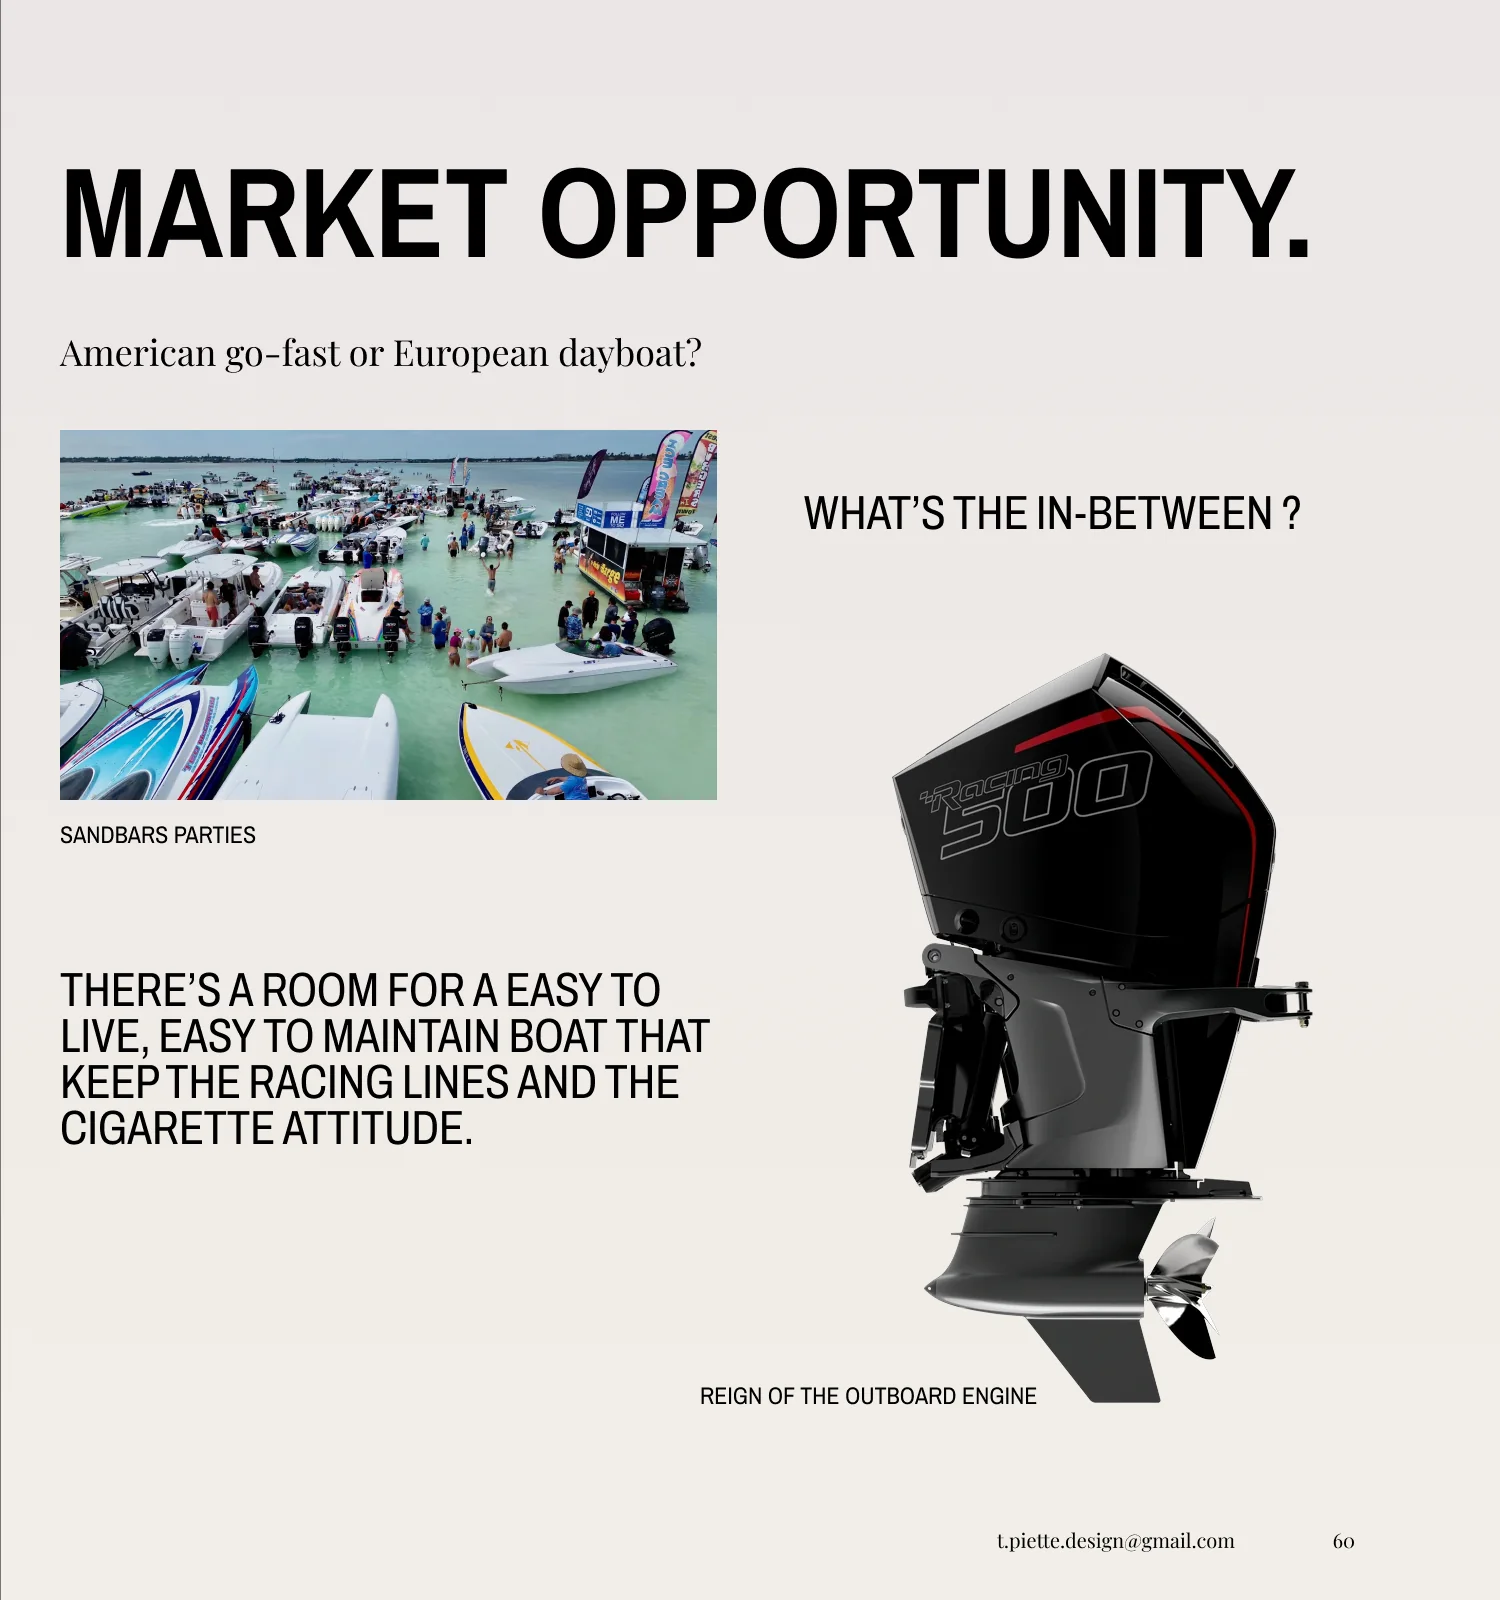 MARKET OPPORTUNITY.
American go-fast or European dayboat?
WHAT’S THE IN-BETWEEN ?
ME
Barge
Racing
500
SANDBARS PARTIES
THERE’S A ROOM FOR A EASY TO
LIVE, EASY TO MAINTAIN BOAT THAT
KEEP THE RACING LINES AND THE
CIGARETTE ATTITUDE.
REIGN OF THE OUTBOARD ENGINE
t.piette.design@gmail.com
60